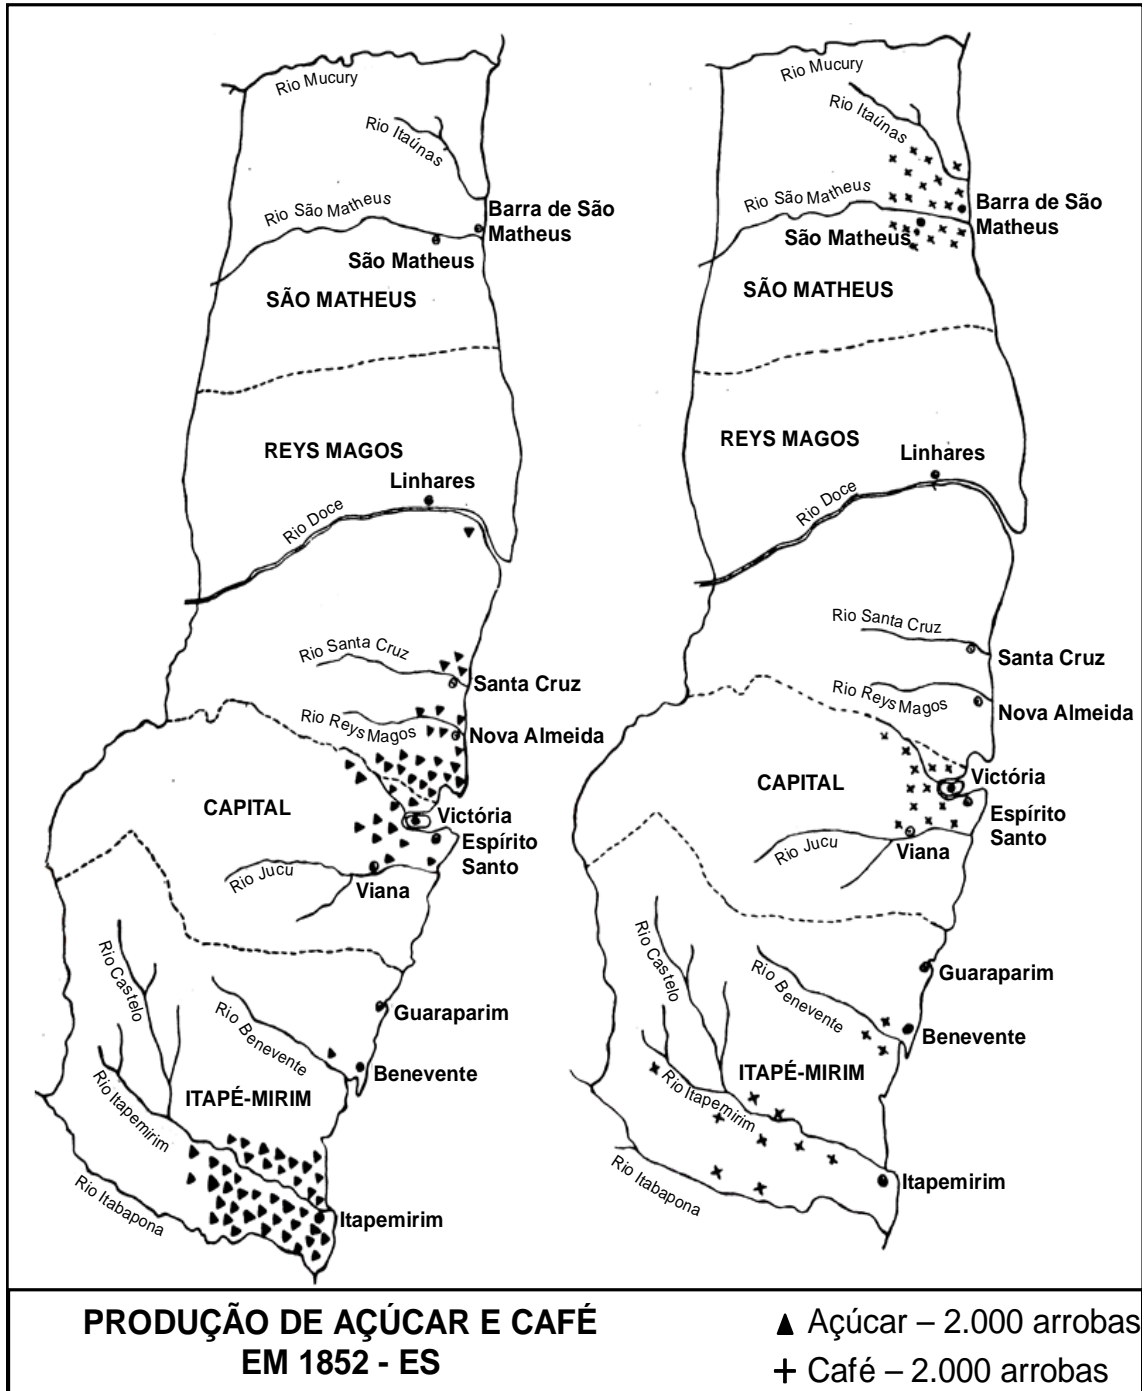 Rio Mucury
Rio Itaúnas
Rio São Matheus
Barra de São
Matheus
São Matheus
SÃO MATHEUS
REYS MAGOS
Linhares
Rio Doce
Rio Santa Cruz
Santa Cruz
Rio Reys Magos
Nova Almeida
CAPITAL
Victória
Espírito
Santo
Rio Jucu
Viana
Rio Castelo
Guaraparim
Rio Benevente
Benevente
ITAPÉ-MIRIM
Rio Itapemirim
Itapemirim
Rio Itabapona
Rio Mucury
Rio Itaúnas
Rio São Matheus
Barra de São
Matheus
São Matheus
SÃO MATHEUS
REYS MAGOS
Linhares
Rio Doce
Rio Santa Cruz
Santa Cruz
Rio Reys Magos
Nova Almeida
CAPITAL
Victória
Espírito
Santo
Rio Jucu
Viana
Rio Castelo
Guaraparim
Rio Benevente
Benevente
ITAPÉ-MIRIM
Rio Itapemirim
Itapemirim
Rio Itabapona
PRODUÇÃO DE AÇÚCAR E CAFÉ
EM 1852 - ES
Açúcar – 2.000 arrobas
Café – 2.000 arrobas